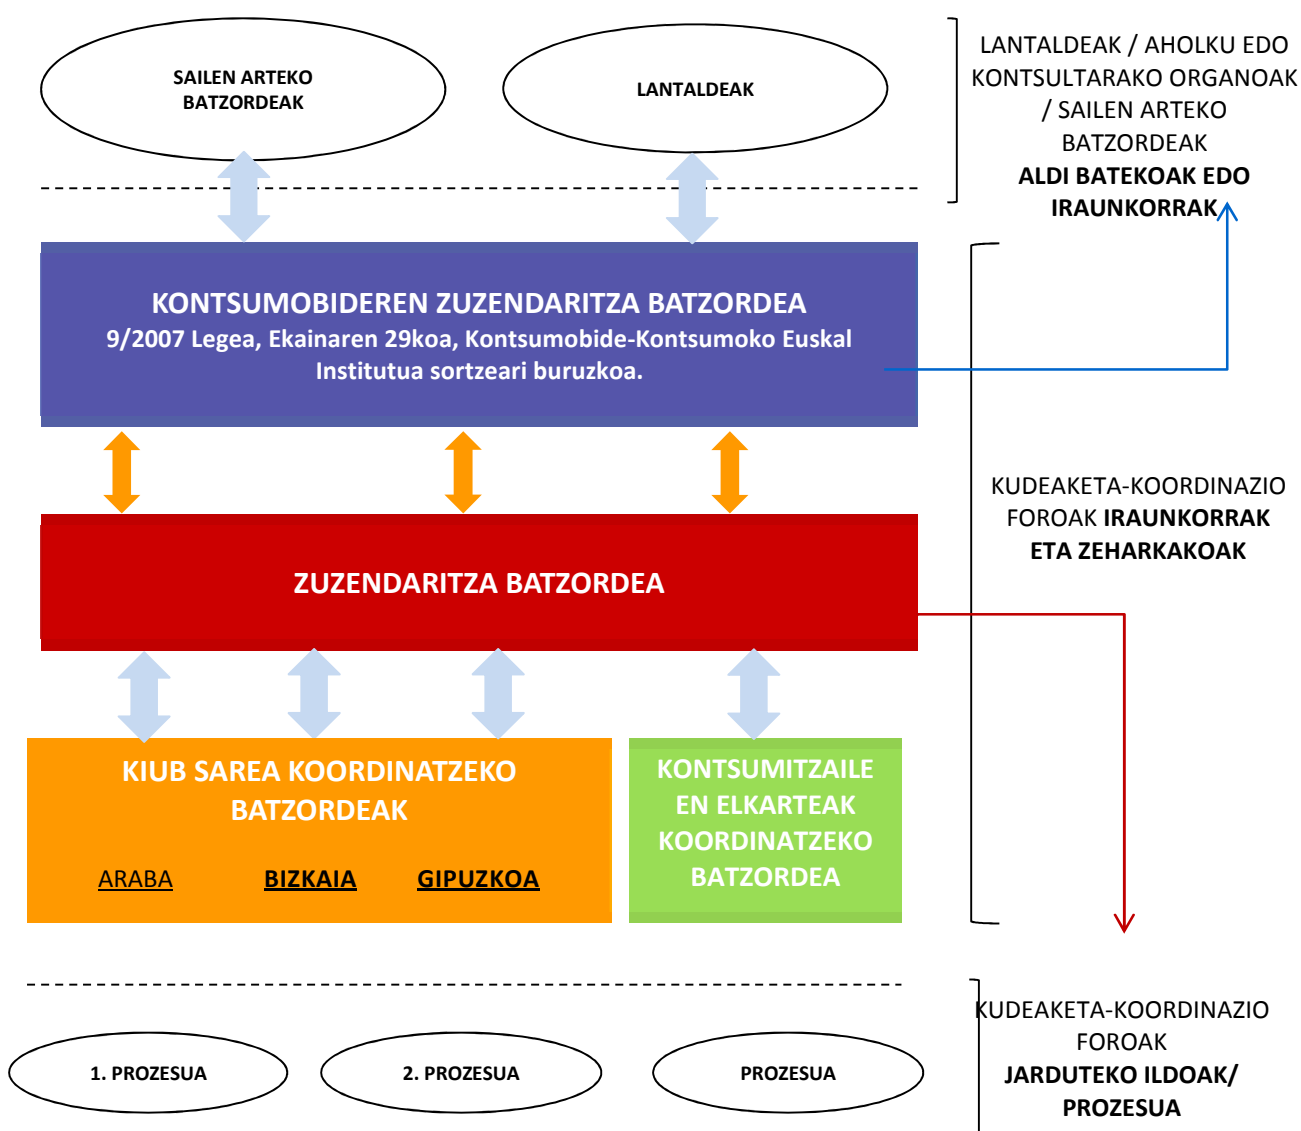 SAILEN ARTEKO
BATZORDEAK
LANTALDEAK
LANTALDEAK / AHOLKU EDO
KONTSULTARAKO ORGANOAK
/ SAILEN ARTEKO
BATZORDEAK
ALDI BATEKOAK EDO
IRAUNKORRAK
KONTSUMOBIDEREN ZUZENDARITZA BATZORDEA
9/2007 Legea, Ekainaren 29koa, Kontsumobide-Kontsumoko Euskal
Institutua sortzeari buruzkoa.
KUDEAKETA-KOORDINAZIO
FOROAK IRAUNKORRAK
ETA ZEHARKAKOAK
ZUZENDARITZA BATZORDEA
KIUB SAREA KOORDINATZEKO
BATZORDEAK
ARABA BIZKAIA GIPUZKOA
KONTSUMITZAILE
EN ELKARTEAK
KOORDINATZEKO
BATZORDEA
KUDEAKETA-KOORDINAZIO
FOROAK
JARDUTEKO ILDOAK/
PROZESUA
1. PROZESUA
2. PROZESUA
PROZESUA